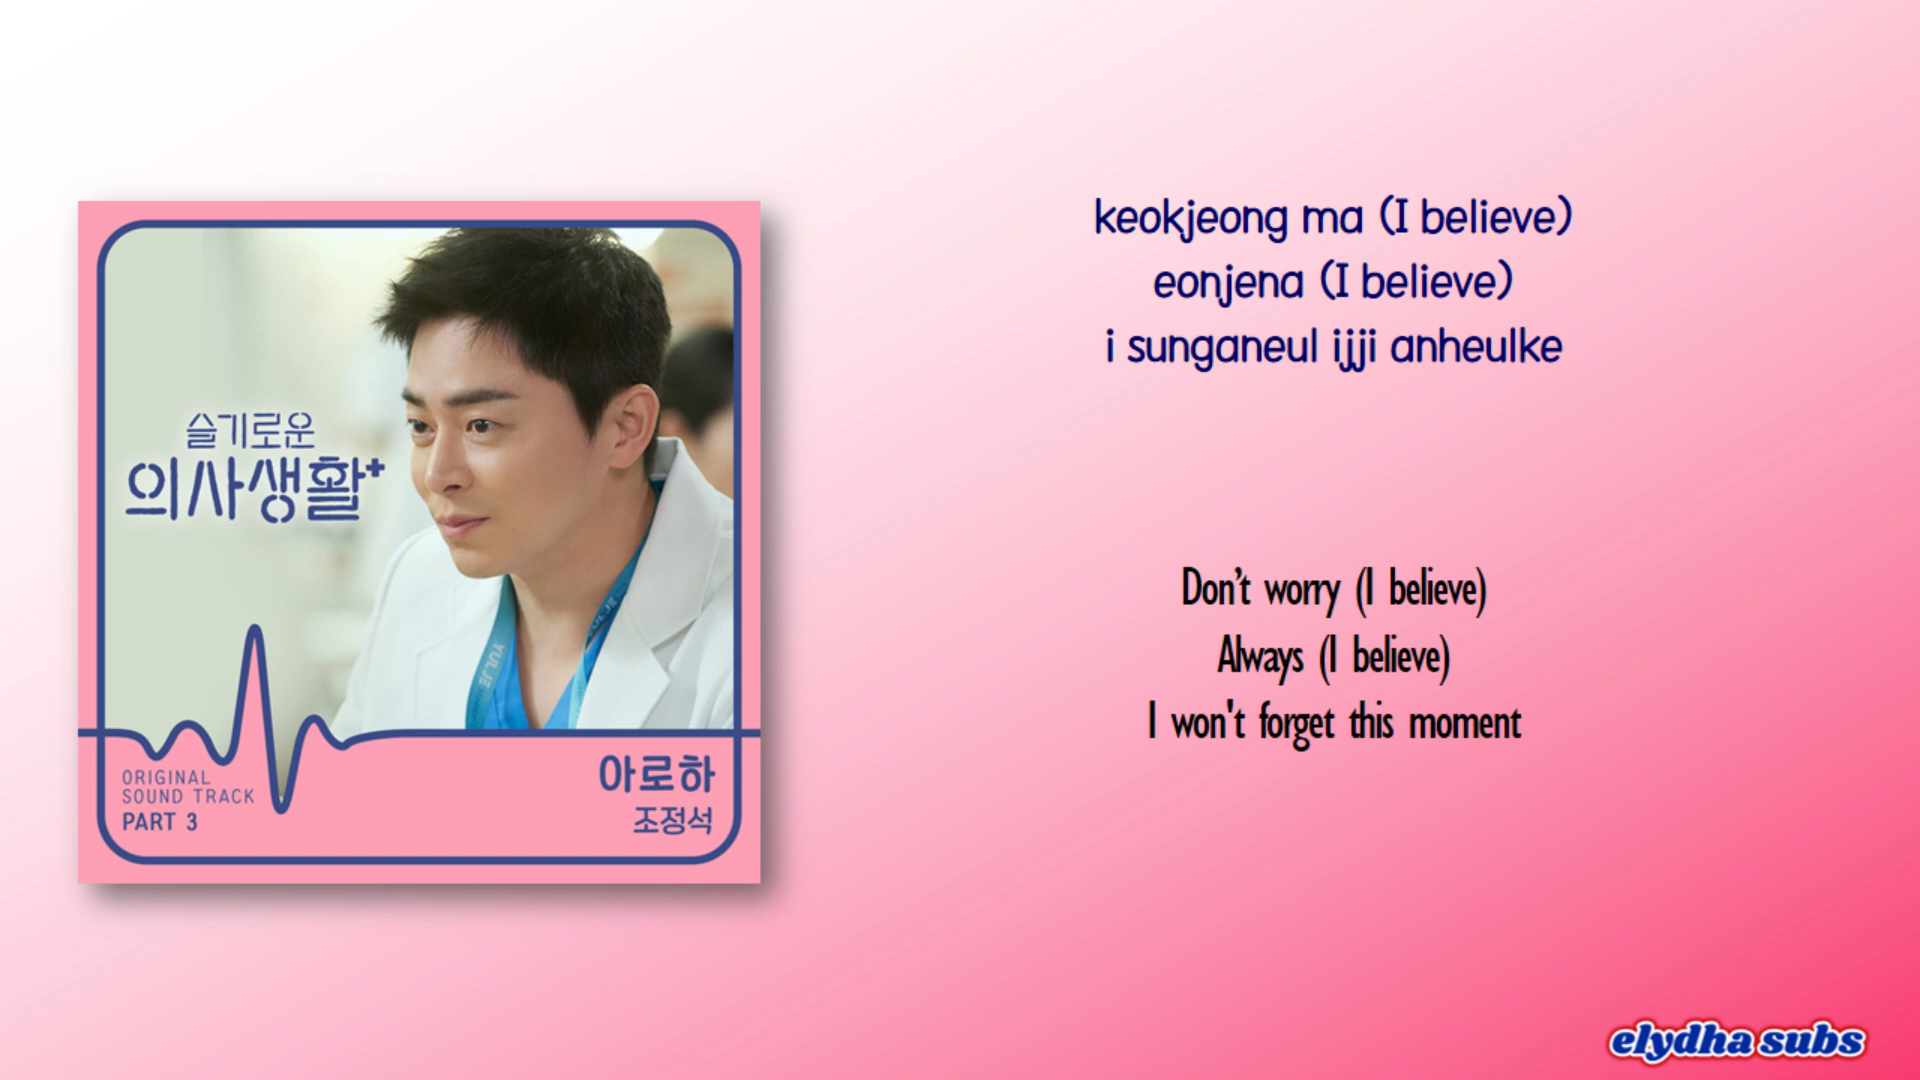 슬기로운
의사생활+
YULJE
YULJE
ORIGINAL
SOUND TRACK
PART 3
아로하
조정석
keokjeong ma (I believe)
eonjena (I believe)
i sunganeul ijji anheulke
Don't worry (I believe)
Always (I believe)
I won't forget this moment
elydha subs